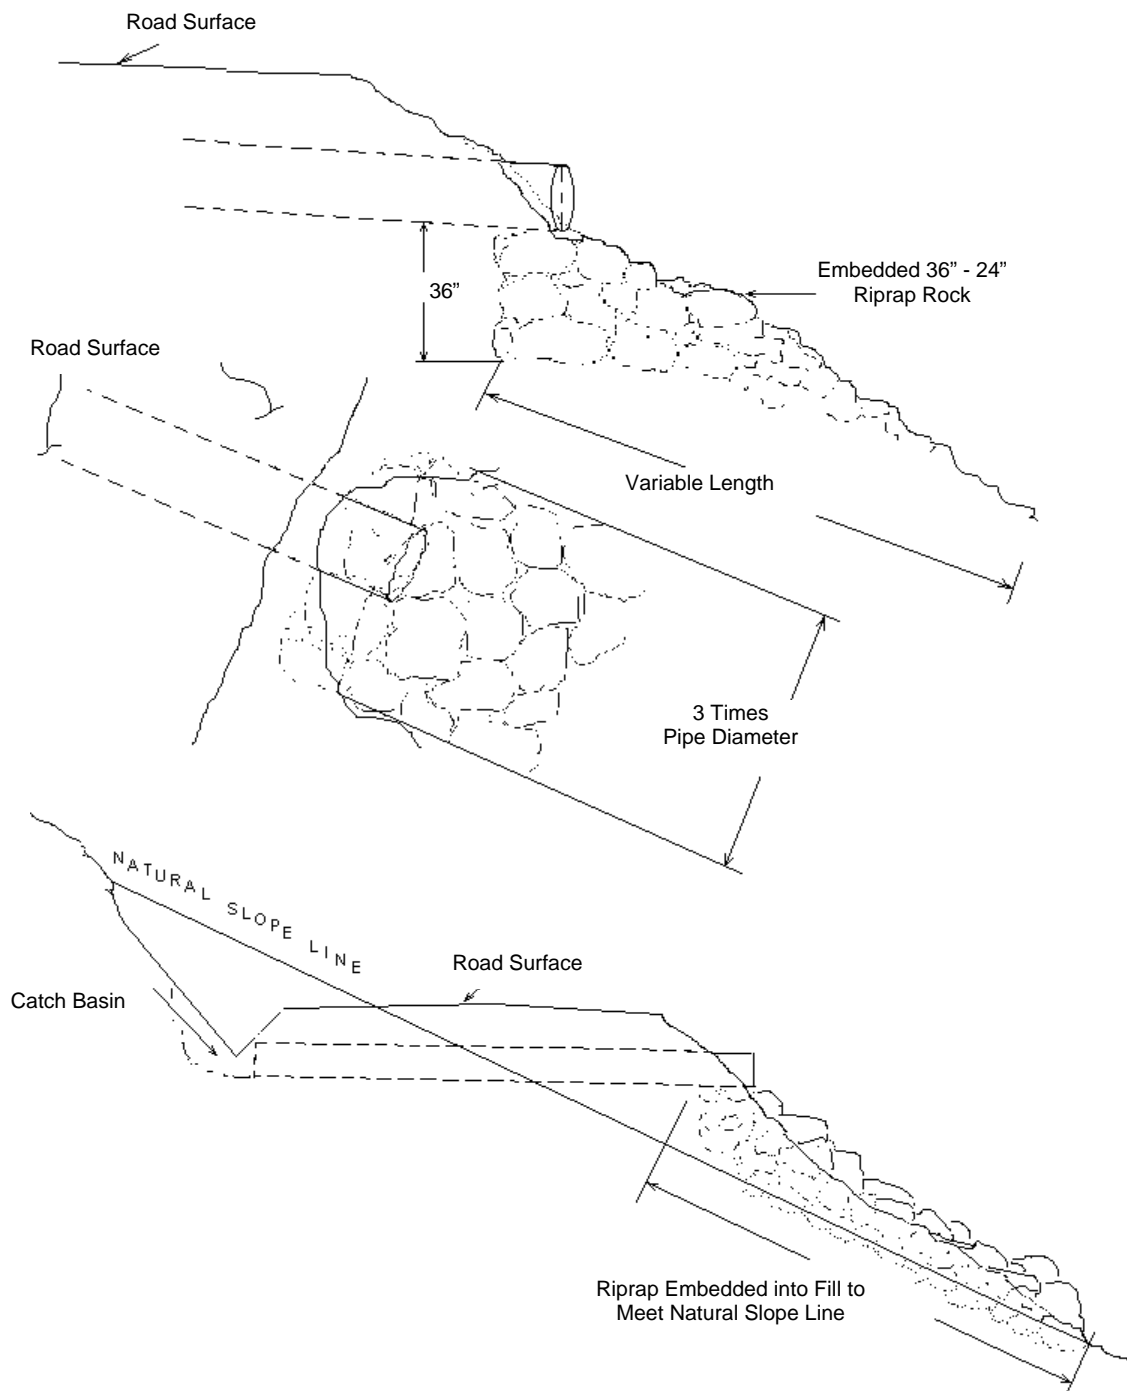 Road Surface
Embedded 36” - 24”
Riprap Rock
36”
Road Surface
Variable Length
3 Times
Pipe Diameter
NATURAL SLOPE LINE
Road Surface
Catch Basin
Riprap Embedded into Fill to
Meet Natural Slope Line